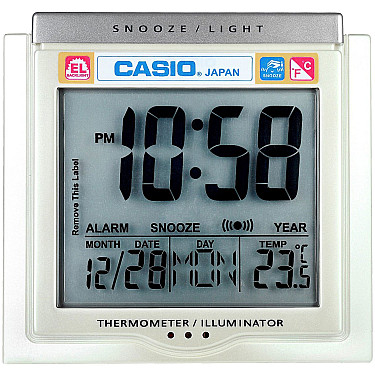 SNOOZE / LIGHT
EL
BACKLIGHT
CASIO® JAPAN
SNOOZE
°C
°F
Remove This Label
PM 10:58
ALARM SNOOZE YEAR
MONTH DATE DAY TEMP
12/28 MON 23.5 °C
THERMOMETER / ILLUMINATOR